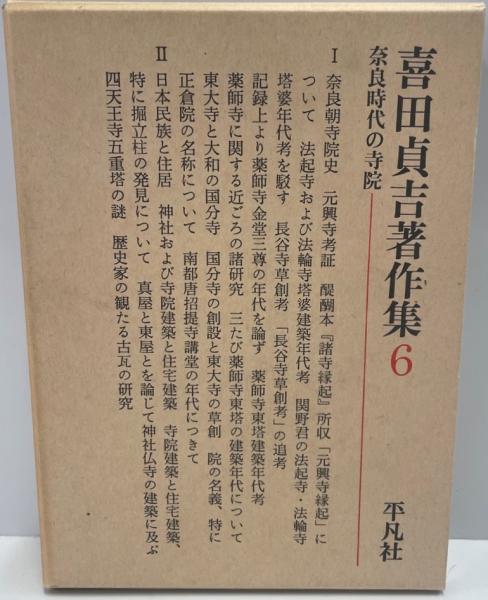 喜田貞吉著作集6
奈良時代の寺院
平凡社
I 奈良朝寺院史 元興寺考証 醍醐本『諸寺縁起』所収「元興寺縁起」に
ついて 法起寺および法輪寺塔婆建築年代考 関野君の法起寺・法輪寺
塔婆年代考を駁す 長谷寺草創考 「長谷寺草創考」の追考
記録上より薬師寺金堂三尊の年代を論ず 薬師寺東塔建築年代考
薬師寺に関する近ごろの諸研究 三たび薬師寺東塔の建築年代について
東大寺と大和の国分寺 国分寺の創設と東大寺の草創 院の名義、特に
正倉院の名称について 南都唐招提寺講堂の年代につきて
II 日本民族と住居 神社および寺院建築と住宅建築 寺院建築と住宅建築、
特に掘立柱の発見について 真屋と東屋とを論じて神社仏寺の建築に及ぶ
四天王寺五重塔の謎 歴史家の観たる古瓦の研究